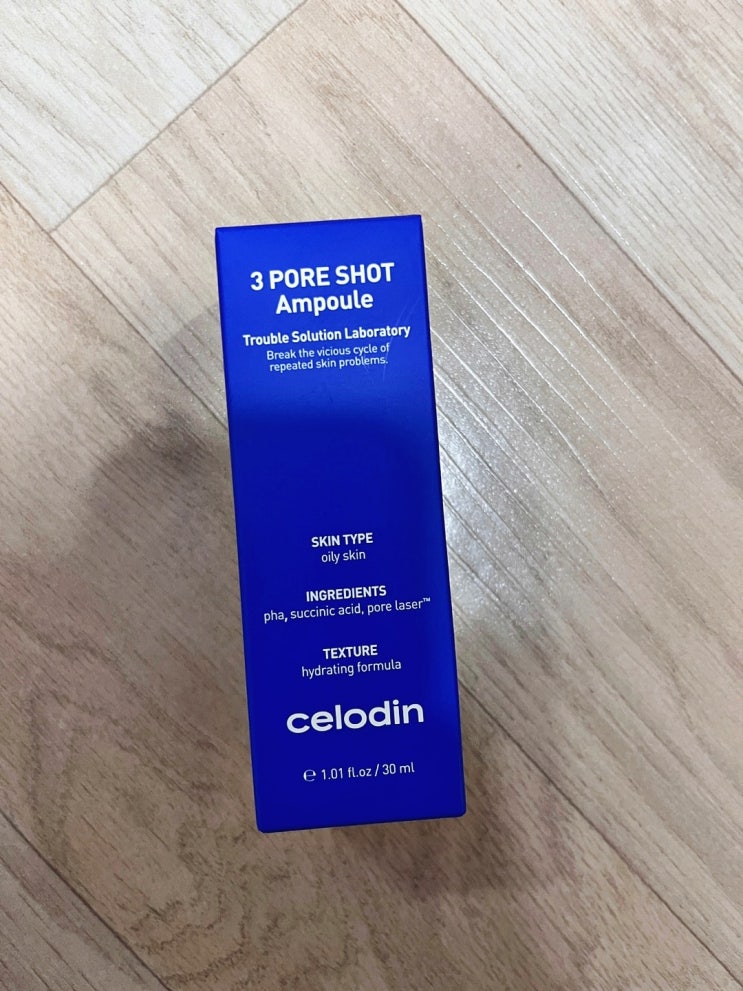 3 PORE SHOT
Ampoule
Trouble Solution Laboratory
Break the vicious cycle of
repeated skin problems.
SKIN TYPE
oily skin
INGREDIENTS
pha, succinic acid, pore laser™
TEXTURE
hydrating formula
celodin
℮ 1.01 fl.oz / 30 ml